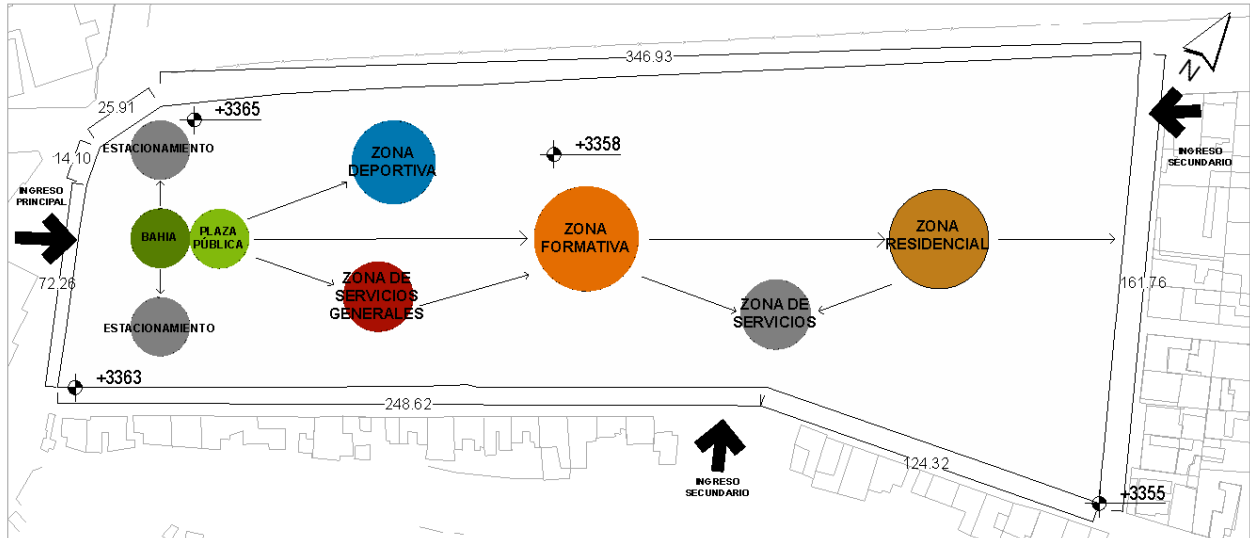 346.93
N
25.91
+3365
INGRESO
SECUNDARIO
ESTACIONAMIENTO
ZONA
DEPORTIVA
+3358
14.10
INGRESO
PRINCIPAL
BAHIA
PLAZA
PÚBLICA
ZONA
FORMATIVA
ZONA
RESIDENCIAL
72.26
ZONA DE
SERVICIOS
GENERALES
161.76
ZONA DE
SERVICIOS
ESTACIONAMIENTO
+3363
248.62
124.32
INGRESO
SECUNDARIO
+3355